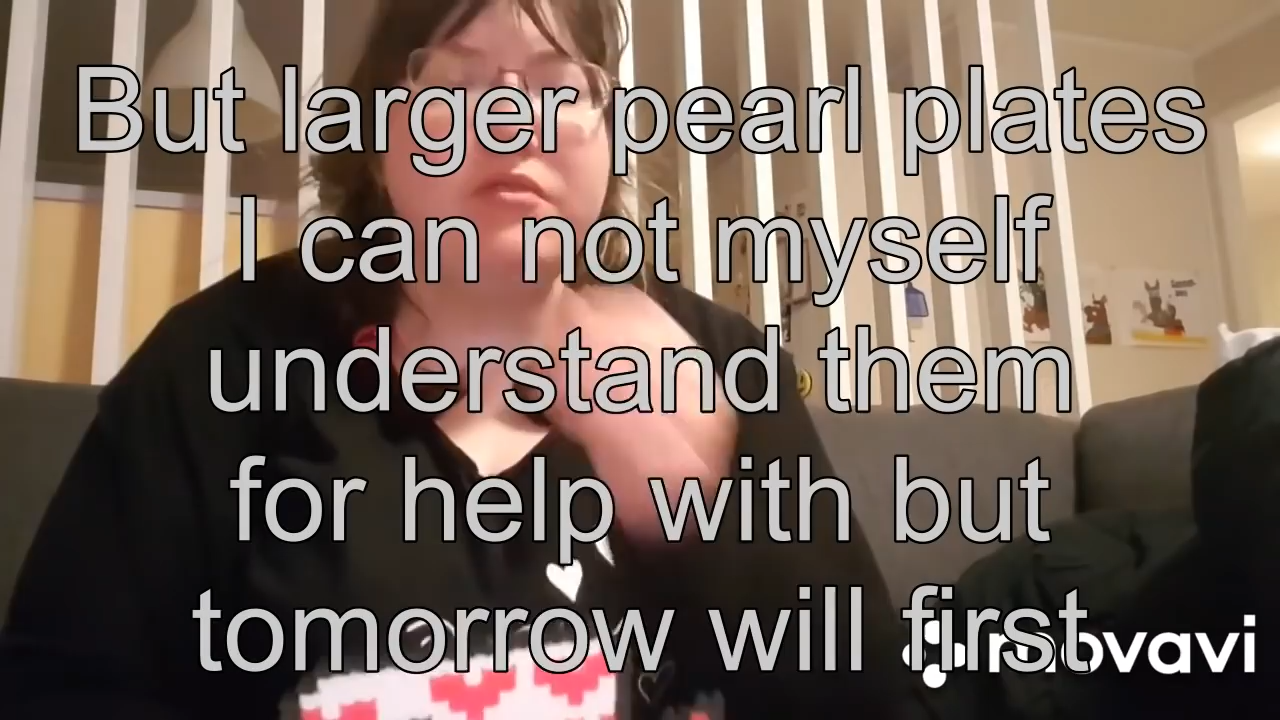 But larger pearl plates
I can not myself
understand them
for help with but
tomorrow will first
movavi